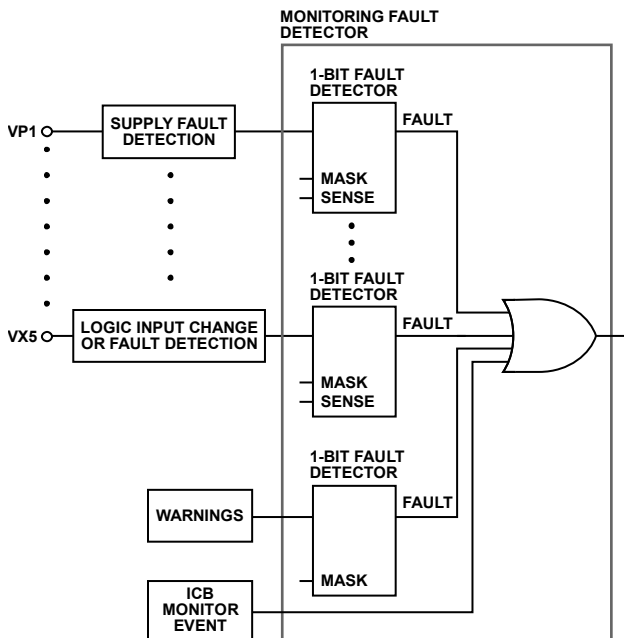 MONITORING FAULT
DETECTOR
1-BIT FAULT
DETECTOR
VP1
SUPPLY FAULT
DETECTION
FAULT
MASK
SENSE
1-BIT FAULT
DETECTOR
VX5
LOGIC INPUT CHANGE
OR FAULT DETECTION
FAULT
MASK
SENSE
1-BIT FAULT
DETECTOR
WARNINGS
FAULT
MASK
ICB
MONITOR
EVENT